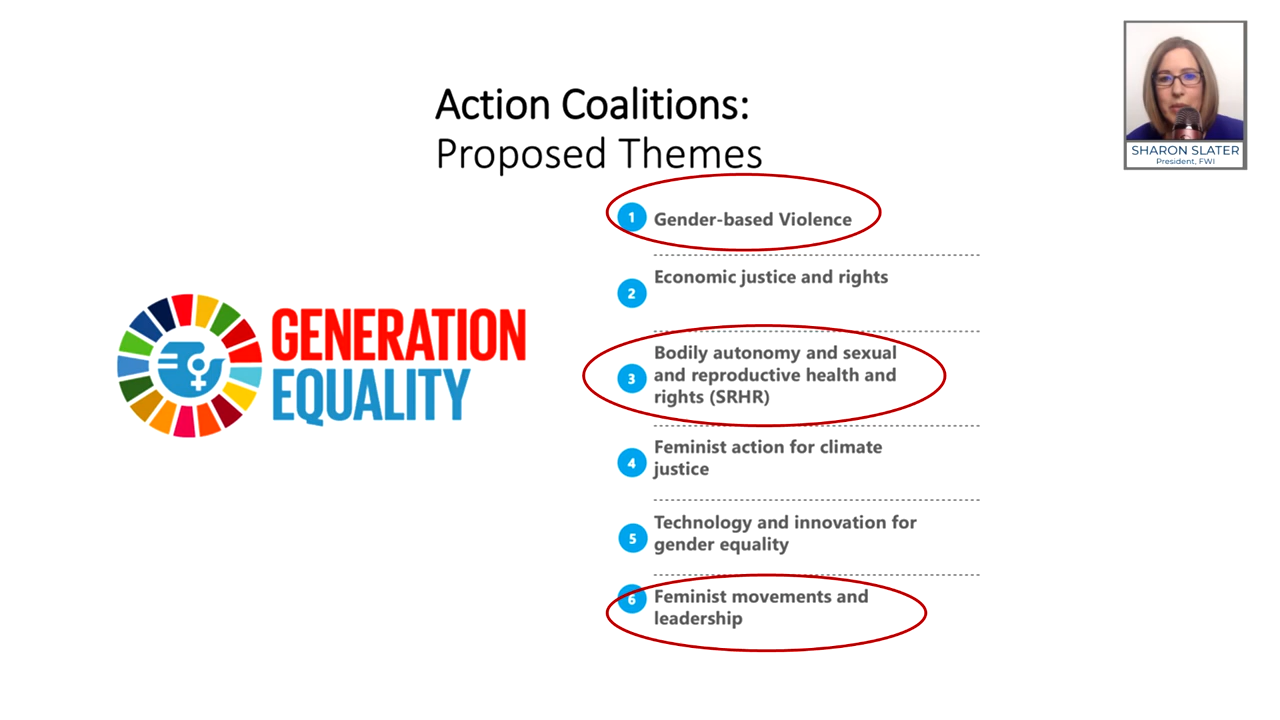 Action Coalitions:
Proposed Themes
SHARON SLATER
President, FWI
GENERATION
EQUALITY
1 Gender-based Violence
2 Economic justice and rights
3 Bodily autonomy and sexual
and reproductive health and
rights (SRHR)
4 Feminist action for climate
justice
5 Technology and innovation for
gender equality
6 Feminist movements and
leadership